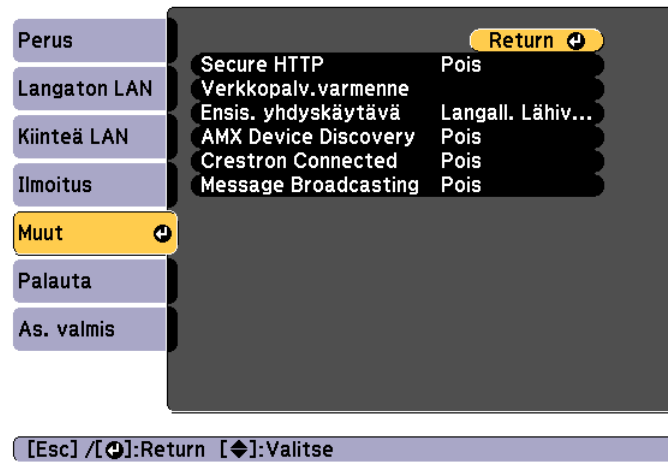 Perus
Langaton LAN
Kiinteä LAN
Ilmoitus
Muut
Palauta
As. valmis
Return
Secure HTTP Pois
Verkkopalv.varmenne
Ensis. yhdyskäytävä Langall. Lähiv...
AMX Device Discovery Pois
Crestron Connected Pois
Message Broadcasting Pois
[Esc] /[⏎]:Return [◆]:Valitse